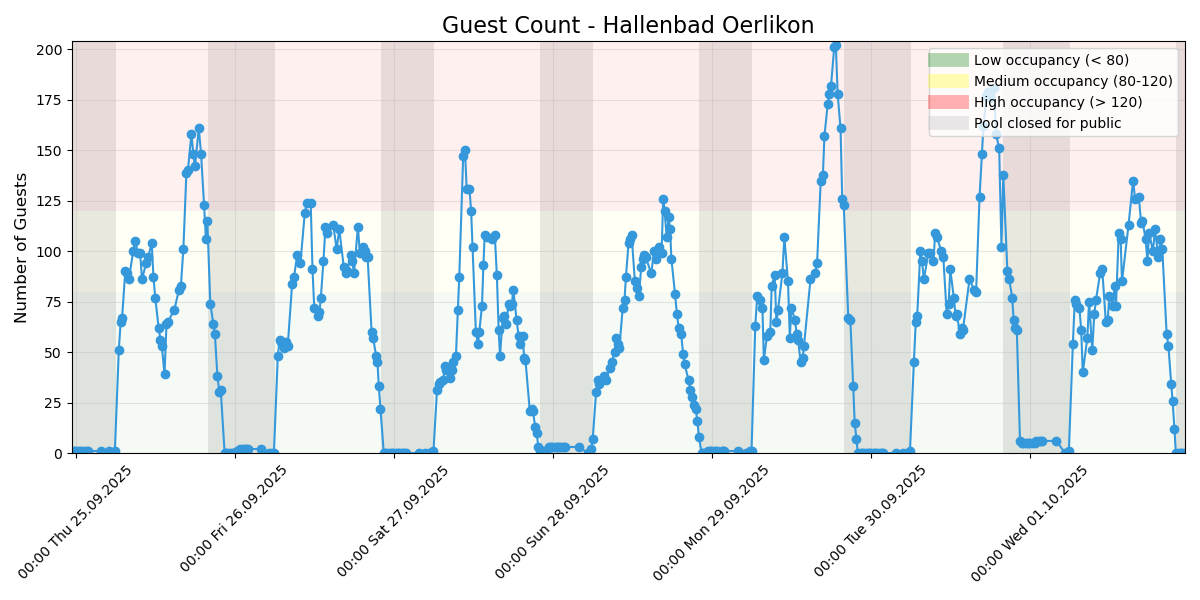 Guest Count - Hallenbad Oerlikon
Number of Guests
200
175
150
125
100
75
50
25
0
Low occupancy (< 80)
Medium occupancy (80-120)
High occupancy (> 120)
Pool closed for public
00:00 Thu 25.09.2025
00:00 Fri 26.09.2025
00:00 Sat 27.09.2025
00:00 Sun 28.09.2025
00:00 Mon 29.09.2025
00:00 Tue 30.09.2025
00:00 Wed 01.10.2025